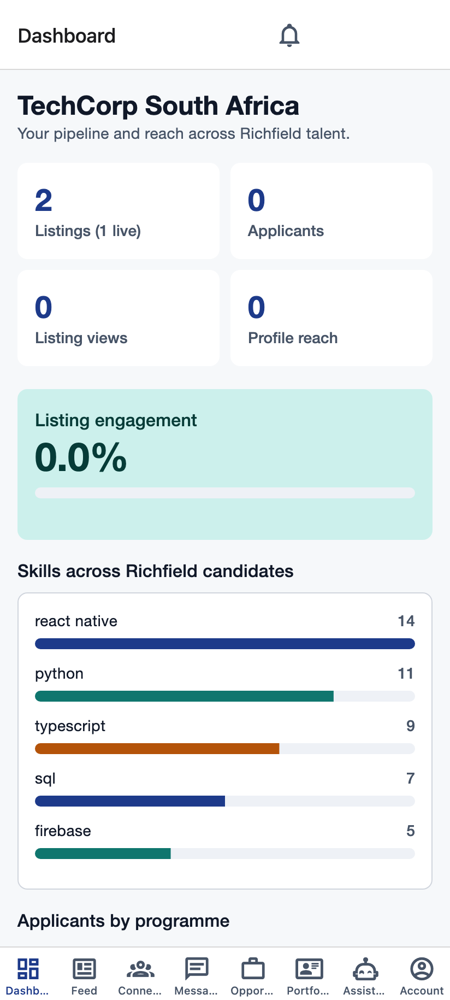 Dashboard
TechCorp South Africa
Your pipeline and reach across Richfield talent.
2
Listings (1 live)
0
Applicants
0
Listing views
0
Profile reach
Listing engagement
0.0%
Skills across Richfield candidates
react native 14
python 11
typescript 9
sql 7
firebase 5
Applicants by programme
Dashb... Feed Conne... Messa... Oppor... Portfo... Assist... Account